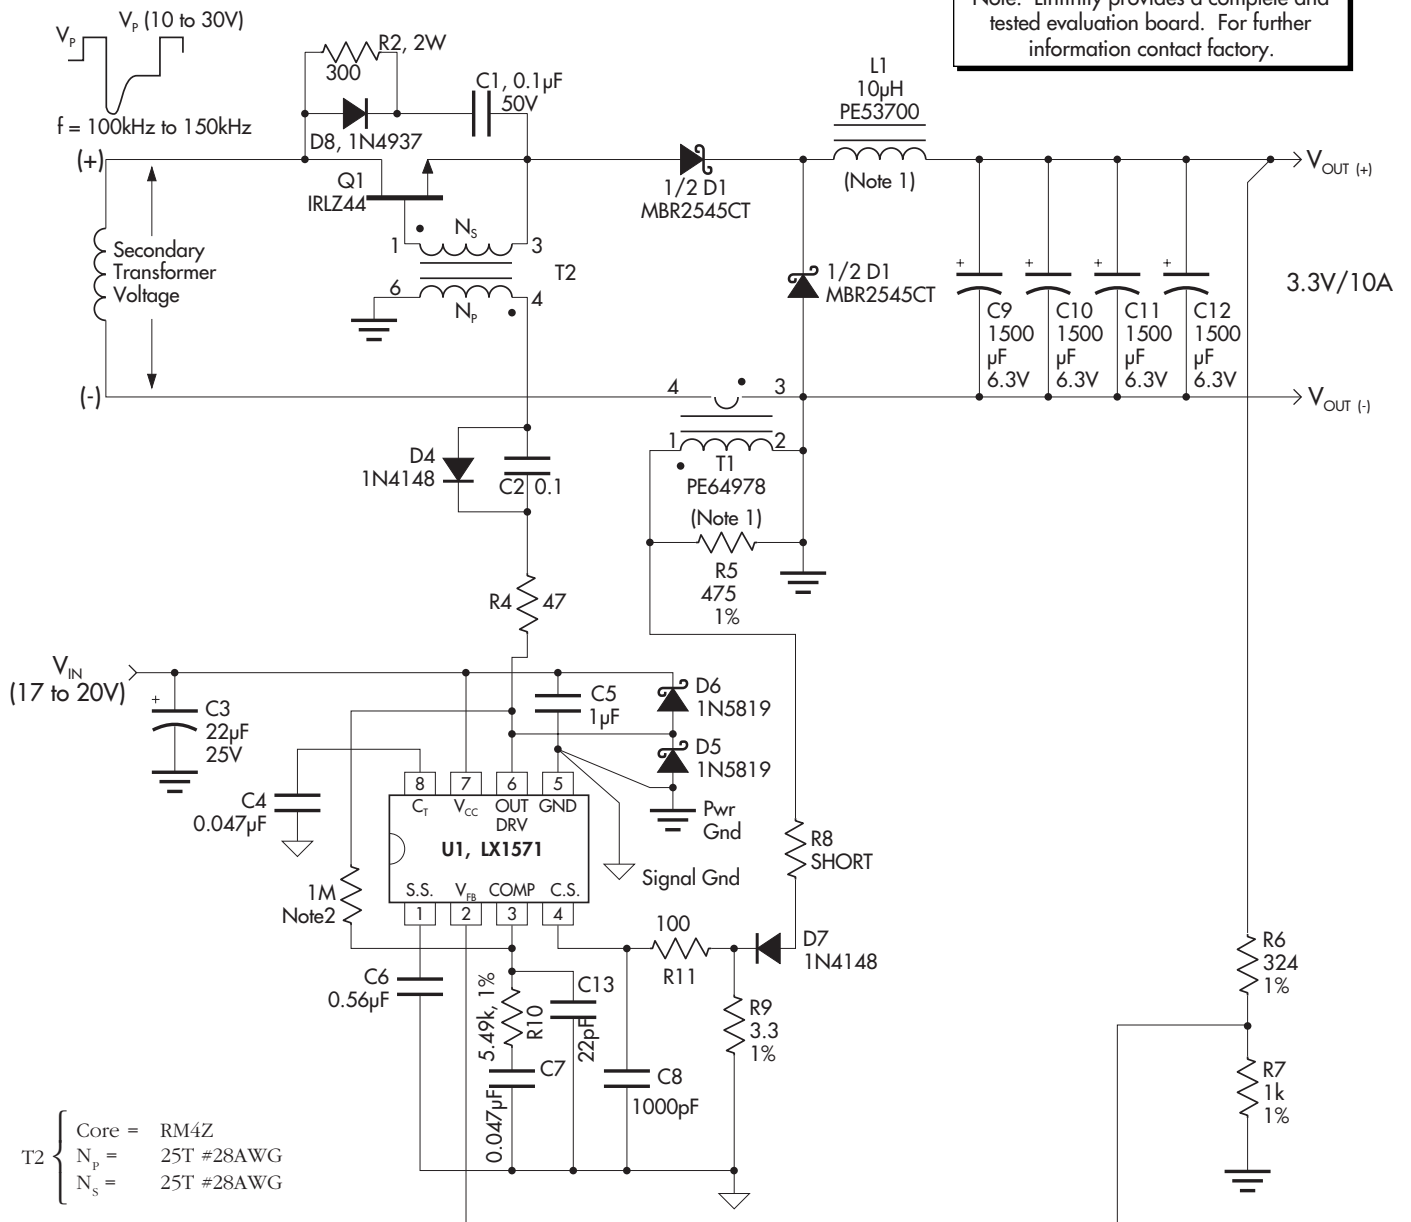 Note: Linfinity provides a complete and
tested evaluation board. For further
information contact factory.
V_P
V_P (10 to 30V)
f = 100kHz to 150kHz
R2, 2W
300
C1, 0.1µF
50V
D8, 1N4937
L1
10µH
PE53700
(Note 1)
(+)
Q1
IRLZ44
1/2 D1
MBR2545CT
V_OUT (+)
N_S
1
3
T2
6
4
N_P
Secondary
Transformer
Voltage
1/2 D1
MBR2545CT
+
C9
1500
µF
6.3V
+
C10
1500
µF
6.3V
+
C11
1500
µF
6.3V
+
C12
1500
µF
6.3V
3.3V/10A
(-)
4
3
V_OUT (-)
1
2
T1
PE64978
(Note 1)
D4
1N4148
C2 0.1
R5
475
1%
R4
47
V_IN
(17 to 20V)
+
C3
22µF
25V
C5
1µF
D6
1N5819
D5
1N5819
C4
0.047µF
8
7
6
5
C_T
V_CC
OUT
DRV
GND
U1, LX1571
Pwr
Gnd
Signal Gnd
R8
SHORT
S.S.
V_FB
COMP
C.S.
1
2
3
4
1M
Note2
100
R11
D7
1N4148
C6
0.56µF
5.49k, 1%
R10
C13
22pF
C7
0.047µF
C8
1000pF
R9
3.3
1%
R6
324
1%
R7
1k
1%
T2
Core = RM4Z
N_P = 25T #28AWG
N_S = 25T #28AWG